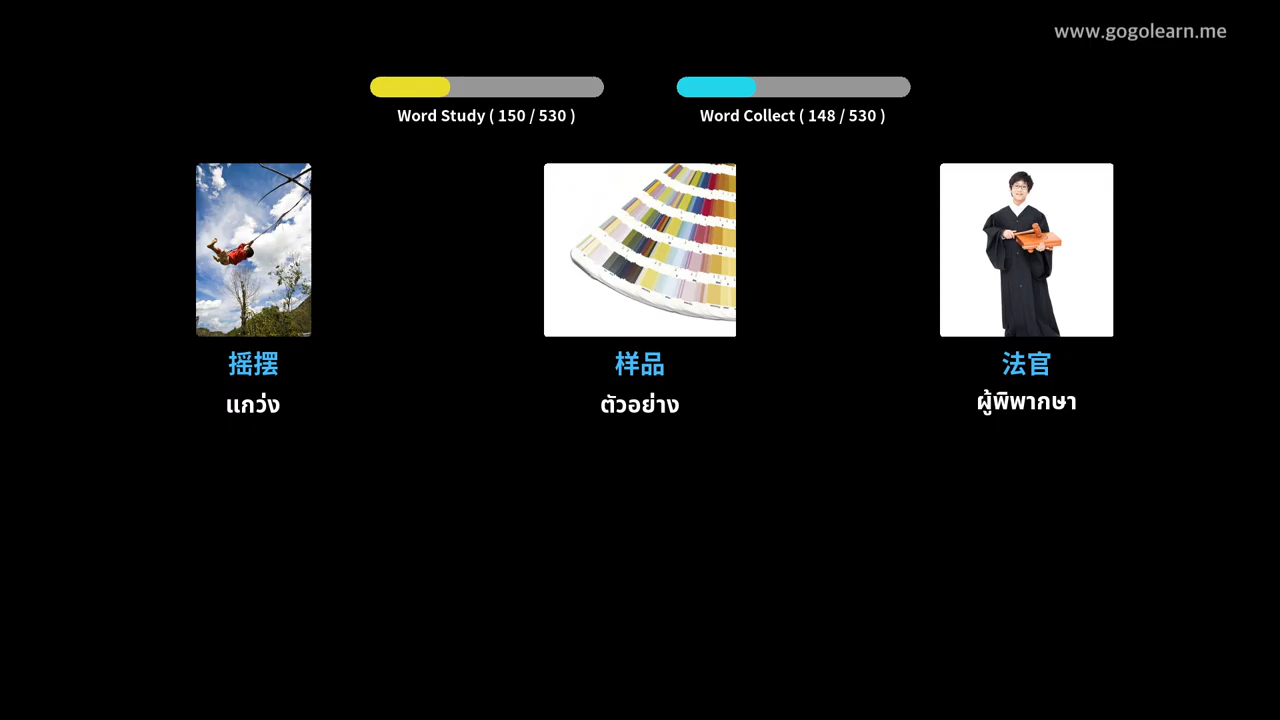 www.gogolearn.me
Word Study ( 150 / 530 )
Word Collect ( 148 / 530 )
摇摆
样品
法官
แกว่ง
ตัวอย่าง
ผู้พิพากษา